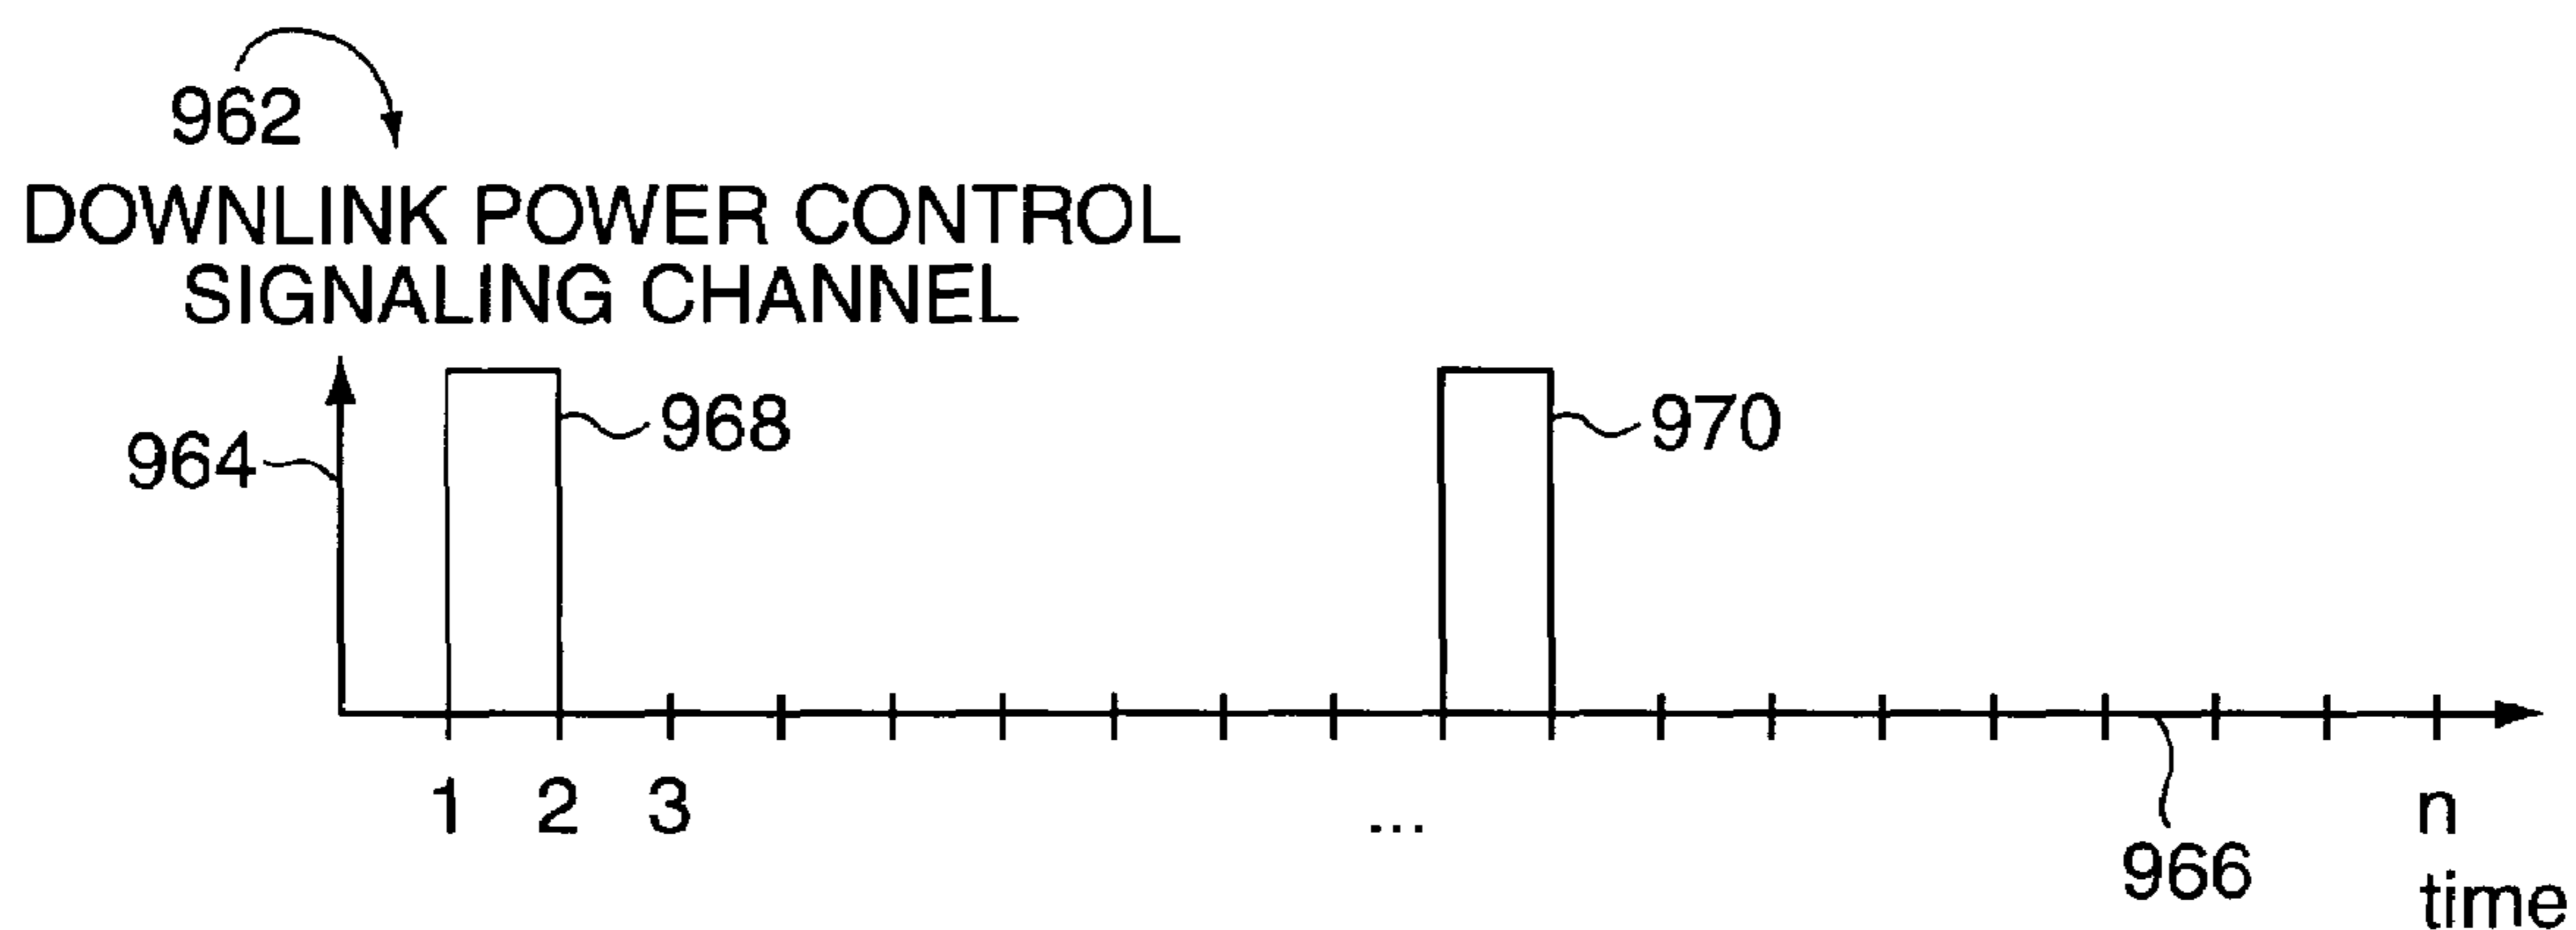 962
DOWNLINK POWER CONTROL
SIGNALING CHANNEL
964
968
970
1 2 3 ... n
966
time